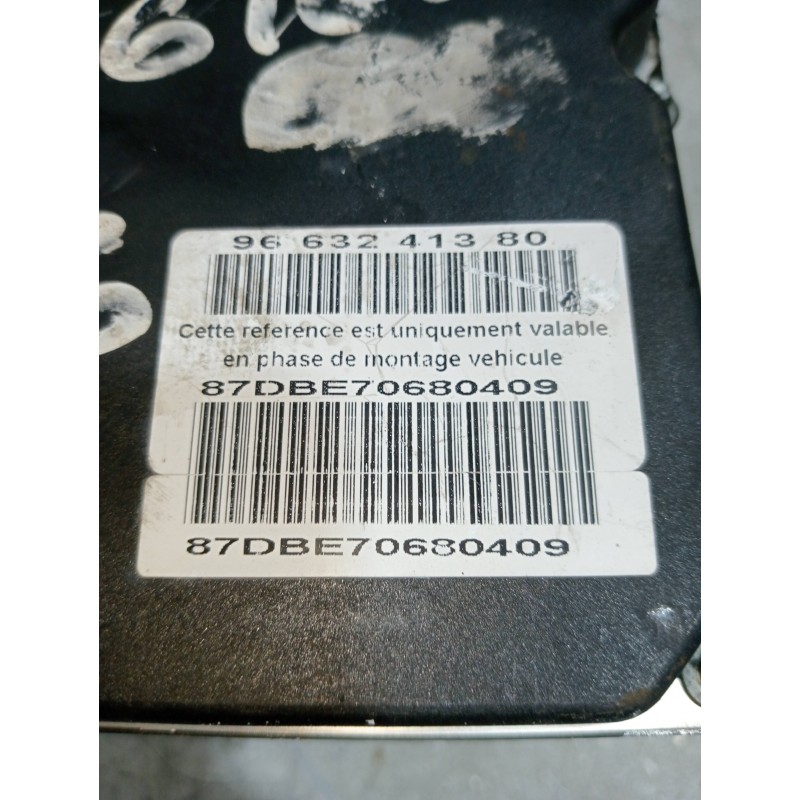 96 632 413 80
Cette reference est uniquement valable
en phase de montage vehicule
87DBE70680409
87DBE70680409